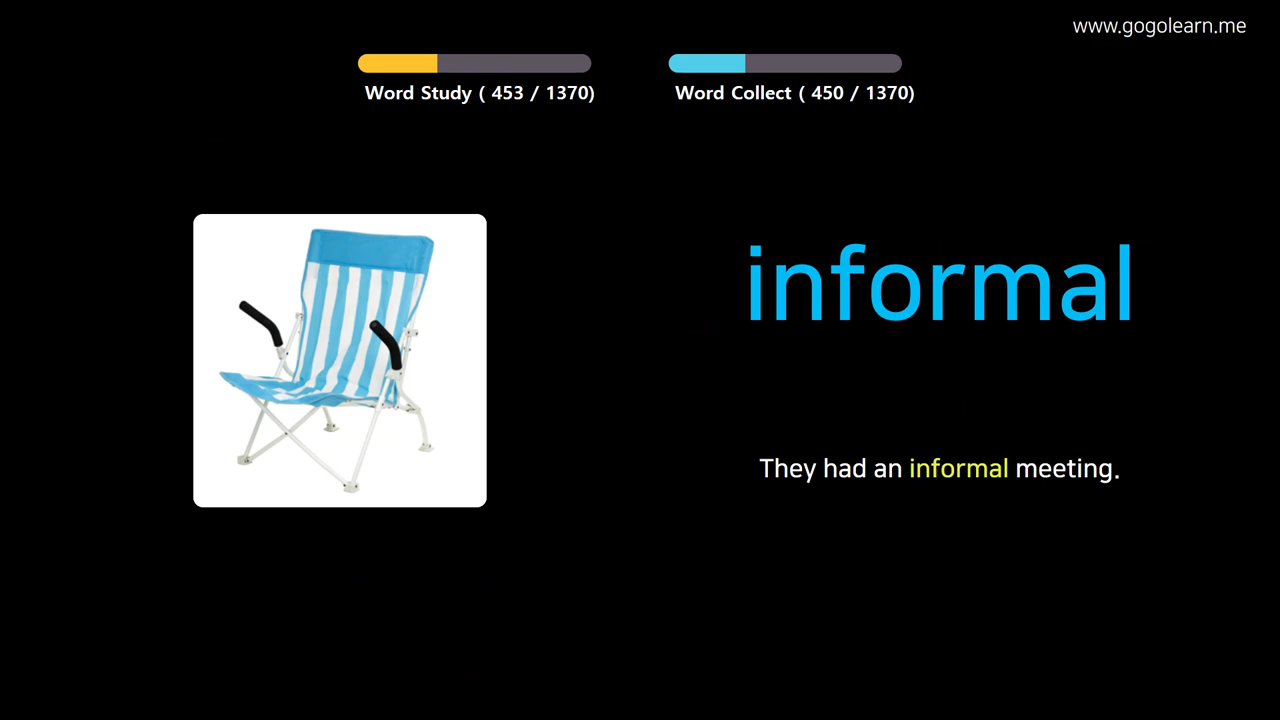 www.gogolearn.me
Word Study ( 453 / 1370)
Word Collect ( 450 / 1370)
informal
They had an informal meeting.